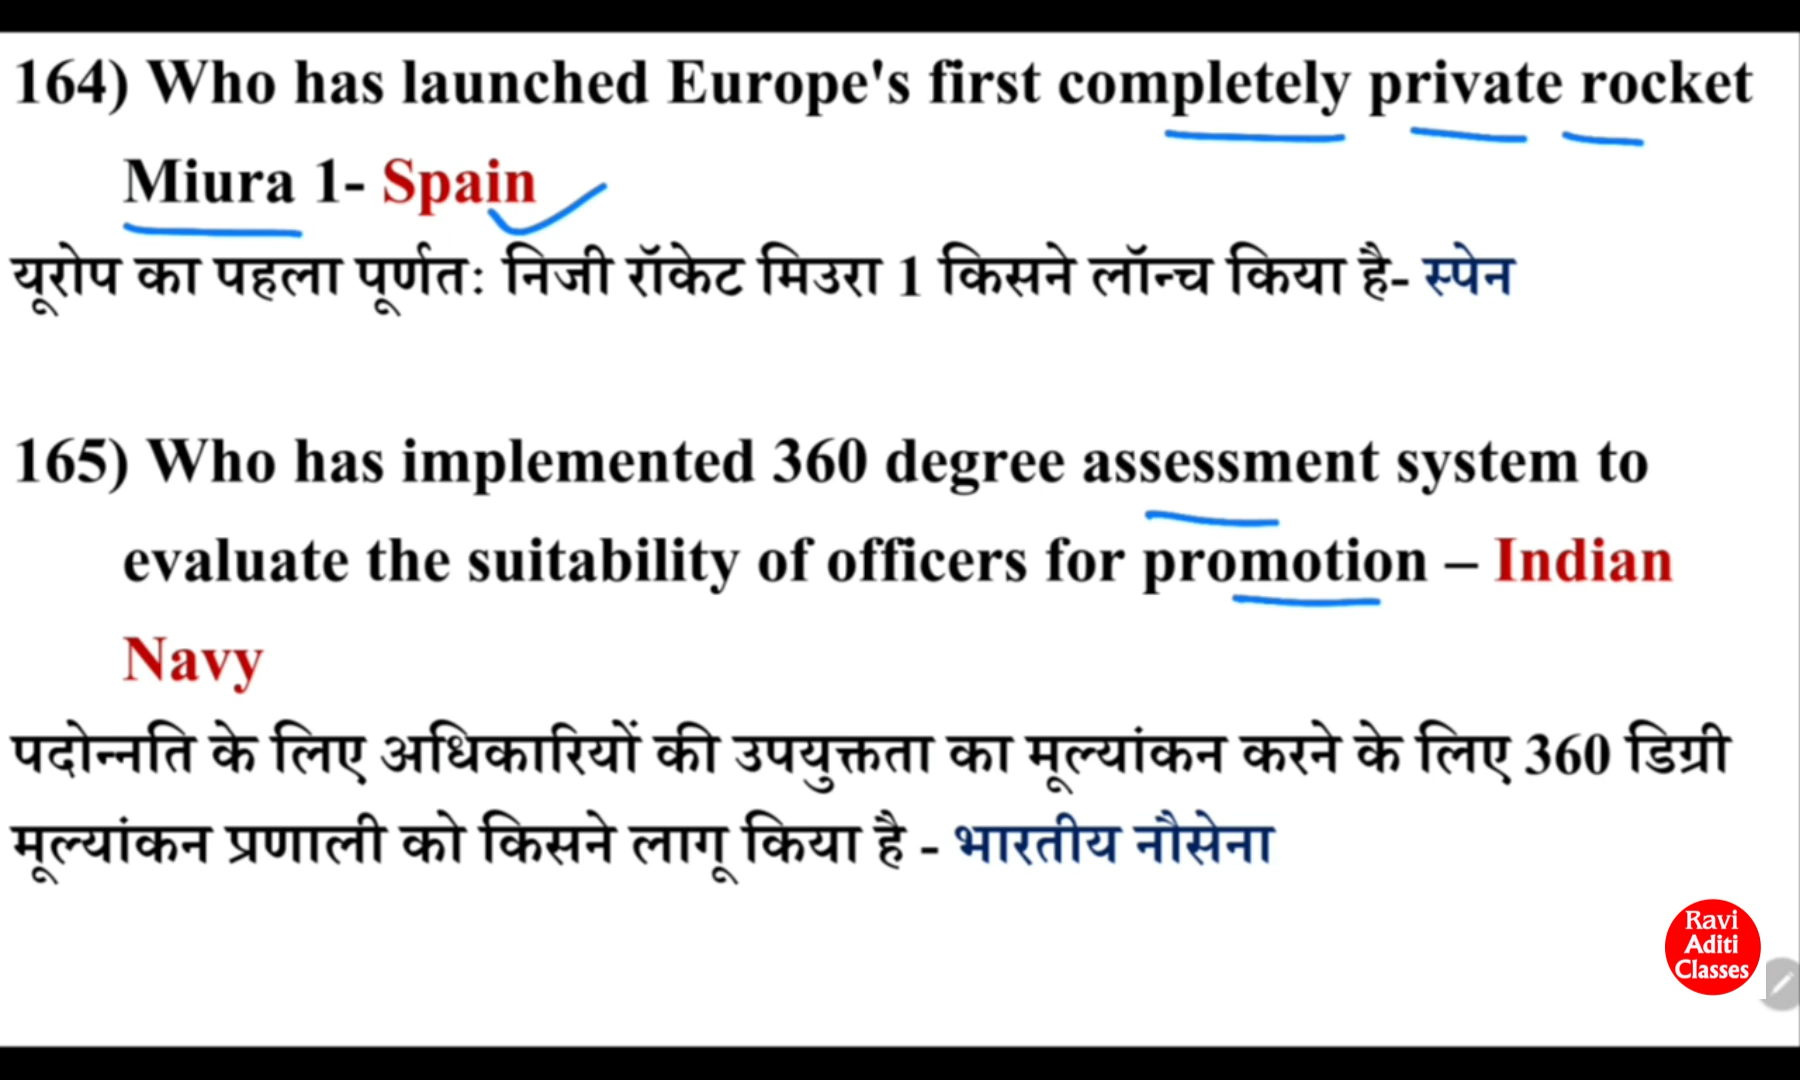 164) Who has launched Europe's first completely private rocket
Miura 1- Spain
यूरोप का पहला पूर्णत: निजी रॉकेट मिउरा 1 किसने लॉन्च किया है- स्पेन
165) Who has implemented 360 degree assessment system to
evaluate the suitability of officers for promotion – Indian
Navy
पदोन्नति के लिए अधिकारियों की उपयुक्तता का मूल्यांकन करने के लिए 360 डिग्री
मूल्यांकन प्रणाली को किसने लागू किया है - भारतीय नौसेना
Ravi
Aditi
Classes